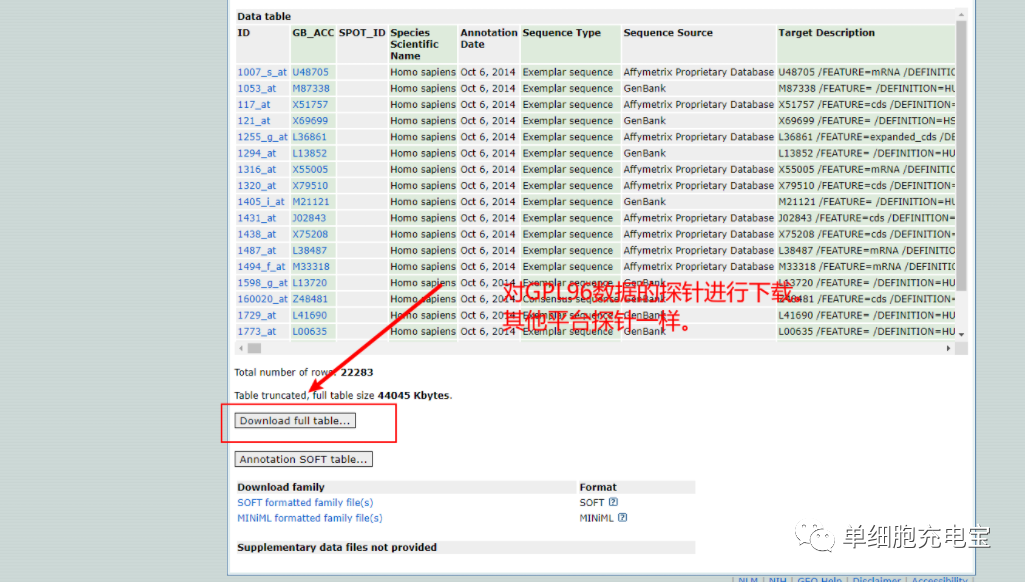 Data table
ID GB_ACC SPOT_ID Species Scientific Name Annotation Date Sequence Type Sequence Source Target Description
1007_s_at U48705 Homo sapiens Oct 6, 2014 Exemplar sequence Affymetrix Proprietary Database U48705 /FEATURE=mRNA /DEFINITIC
1053_at M87338 Homo sapiens Oct 6, 2014 Exemplar sequence GenBank M87338 /FEATURE= /DEFINITION=HU
117_at X51757 Homo sapiens Oct 6, 2014 Exemplar sequence Affymetrix Proprietary Database X51757 /FEATURE=cds /DEFINITION=
121_at X69699 Homo sapiens Oct 6, 2014 Exemplar sequence GenBank X69699 /FEATURE= /DEFINITION=HS
1255_g_at L36861 Homo sapiens Oct 6, 2014 Exemplar sequence Affymetrix Proprietary Database L36861 /FEATURE=expanded_cds /DE
1294_at L13852 Homo sapiens Oct 6, 2014 Exemplar sequence GenBank L13852 /FEATURE= /DEFINITION=HU
1316_at X55005 Homo sapiens Oct 6, 2014 Exemplar sequence Affymetrix Proprietary Database X55005 /FEATURE=mRNA /DEFINITIC
1320_at X79510 Homo sapiens Oct 6, 2014 Exemplar sequence Affymetrix Proprietary Database X79510 /FEATURE=cds /DEFINITION=
1405_i_at M21121 Homo sapiens Oct 6, 2014 Exemplar sequence GenBank M21121 /FEATURE= /DEFINITION=HU
1431_at J02843 Homo sapiens Oct 6, 2014 Exemplar sequence Affymetrix Proprietary Database J02843 /FEATURE=cds /DEFINITION=
1438_at X75208 Homo sapiens Oct 6, 2014 Exemplar sequence Affymetrix Proprietary Database X75208 /FEATURE=cds /DEFINITION=
1487_at L38487 Homo sapiens Oct 6, 2014 Exemplar sequence Affymetrix Proprietary Database L38487 /FEATURE=mRNA /DEFINITIC
1494_f_at M33318 Homo sapiens Oct 6, 2014 Exemplar sequence Affymetrix Proprietary Database M33318 /FEATURE=mRNA /DEFINITIC
1598_g_at L13720 Homo sapiens Oct 6, 2014 Exemplar sequence GenBank L13720 /FEATURE= /DEFINITION=HU
160020_at Z48481 Homo sapiens Oct 6, 2014 Consensus sequence GenBank Z48481 /FEATURE=cds /DEFINITION=
1729_at L41690 Homo sapiens Oct 6, 2014 Exemplar sequence GenBank L41690 /FEATURE= /DEFINITION=HU
1773_at L00635 Homo sapiens Oct 6, 2014 Exemplar sequence GenBank L00635 /FEATURE= /DEFINITION=HU
对GPL96数据的探针进行下载，
其他平台探针一样。
Total number of rows: 22283
Table truncated, full table size 44045 Kbytes.
Download full table...
Annotation SOFT table...
Download family Format
SOFT formatted family file(s) SOFT ?
MINiML formatted family file(s) MINiML ?
Supplementary data files not provided
单细胞充电宝
| NLM | NIH | GEO Help | Disclaimer | Accessibility |